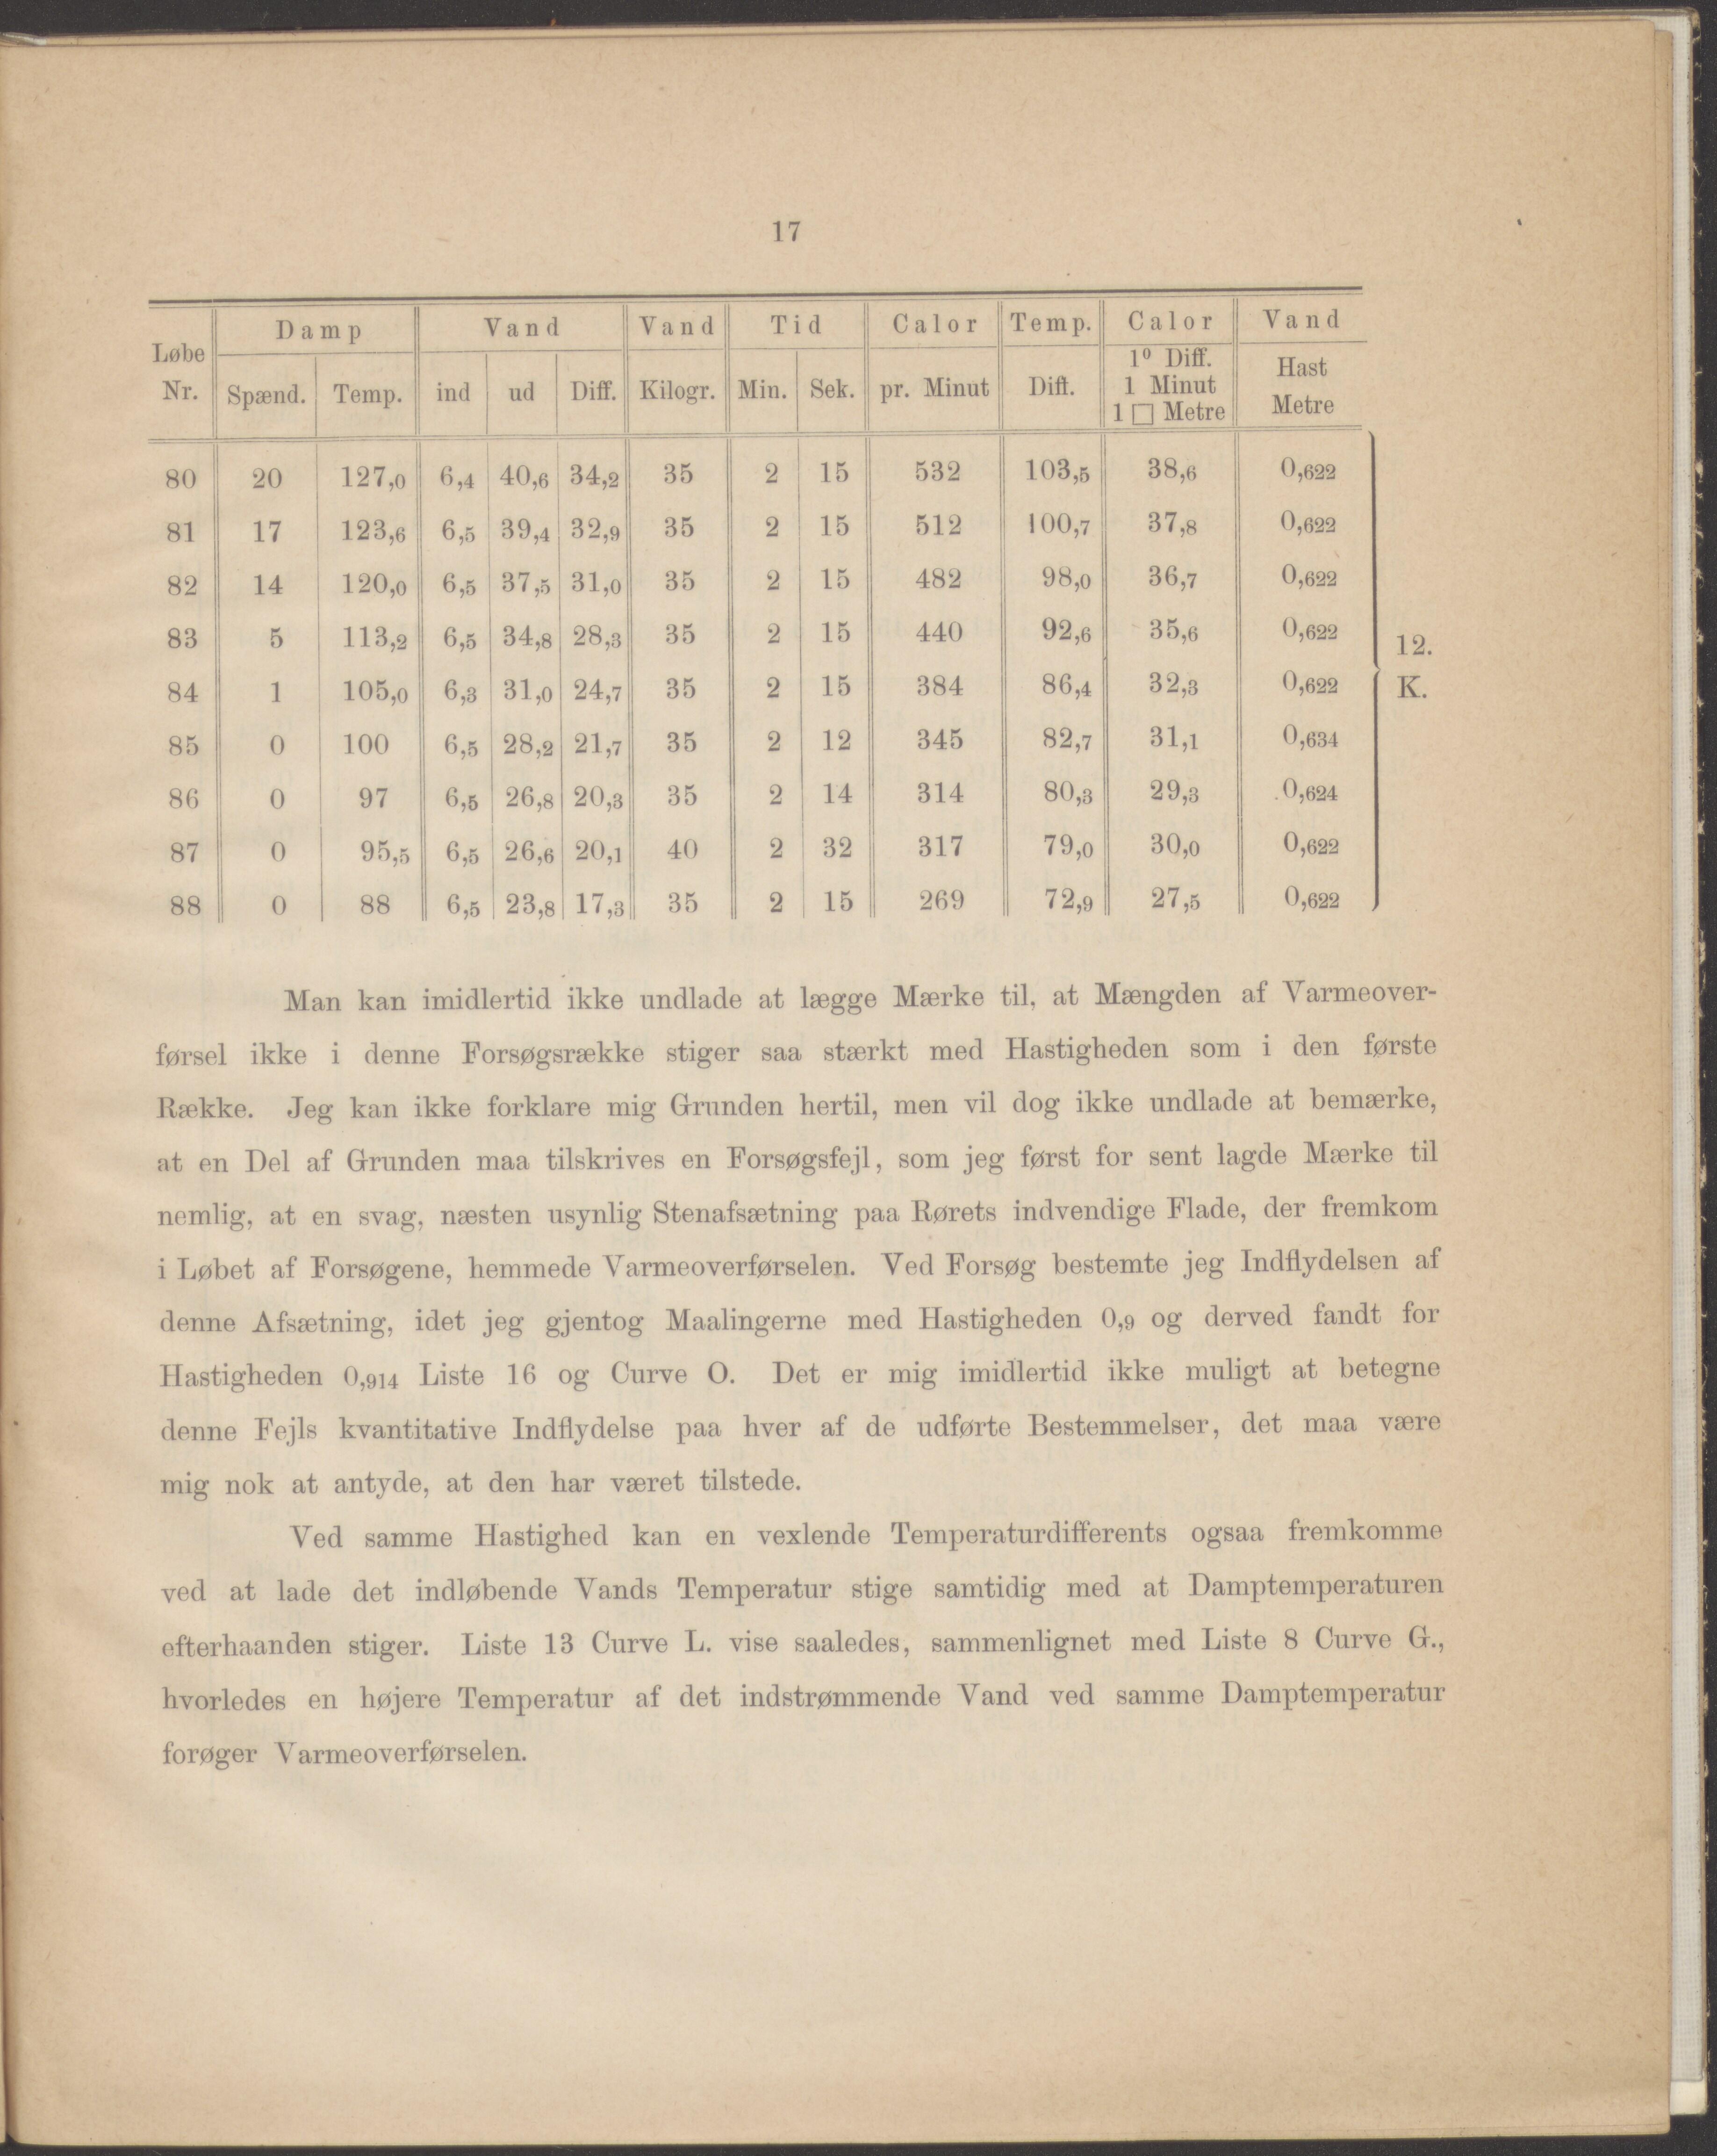 17
Damp Vand Vand Tid Calor Temp. Calor Vand
Løbe Nr. Spænd. Temp. ind ud Diff. Kilogr. Min. Sek. pr. Minut Diff. 1⁰ Diff. 1 Minut 1 □ Metre Hast Metre
80 20 127,0 6,4 40,6 34,2 35 2 15 532 103,5 38,6 0,622
81 17 123,6 6,5 39,4 32,9 35 2 15 512 100,7 37,8 0,622
82 14 120,0 6,5 37,5 31,0 35 2 15 482 98,0 36,7 0,622
83 5 113,2 6,5 34,8 28,3 35 2 15 440 92,6 35,6 0,622
12.
84 1 105,0 6,3 31,0 24,7 35 2 15 384 86,4 32,3 0,622
K.
85 0 100 6,5 28,2 21,7 35 2 12 345 82,7 31,1 0,634
86 0 97 6,5 26,8 20,3 35 2 14 314 80,3 29,3 0,624
87 0 95,5 6,5 26,6 20,1 40 2 32 317 79,0 30,0 0,622
88 0 88 6,5 23,8 17,3 35 2 15 269 72,9 27,5 0,622
Man kan imidlertid ikke undlade at lægge Mærke til, at Mængden af Varmeover-
førsel ikke i denne Forsøgsrække stiger saa stærkt med Hastigheden som i den første
Række. Jeg kan ikke forklare mig Grunden hertil, men vil dog ikke undlade at bemærke,
at en Del af Grunden maa tilskrives en Forsøgsfejl, som jeg først for sent lagde Mærke til
nemlig, at en svag, næsten usynlig Stenafsætning paa Rørets indvendige Flade, der fremkom
i Løbet af Forsøgene, hemmede Varmeoverførselen. Ved Forsøg bestemte jeg Indflydelsen af
denne Afsætning, idet jeg gjentog Maalingerne med Hastigheden 0,9 og derved fandt for
Hastigheden 0,914 Liste 16 og Curve O. Det er mig imidlertid ikke muligt at betegne
denne Fejls kvantitative Indflydelse paa hver af de udførte Bestemmelser, det maa være
mig nok at antyde, at den har været tilstede.
Ved samme Hastighed kan en vexlende Temperaturdifferents ogsaa fremkomme
ved at lade det indløbende Vands Temperatur stige samtidig med at Damptemperaturen
efterhaanden stiger. Liste 13 Curve L. vise saaledes, sammenlignet med Liste 8 Curve G.,
hvorledes en højere Temperatur af det indstrømmende Vand ved samme Damptemperatur
forøger Varmeoverførselen.